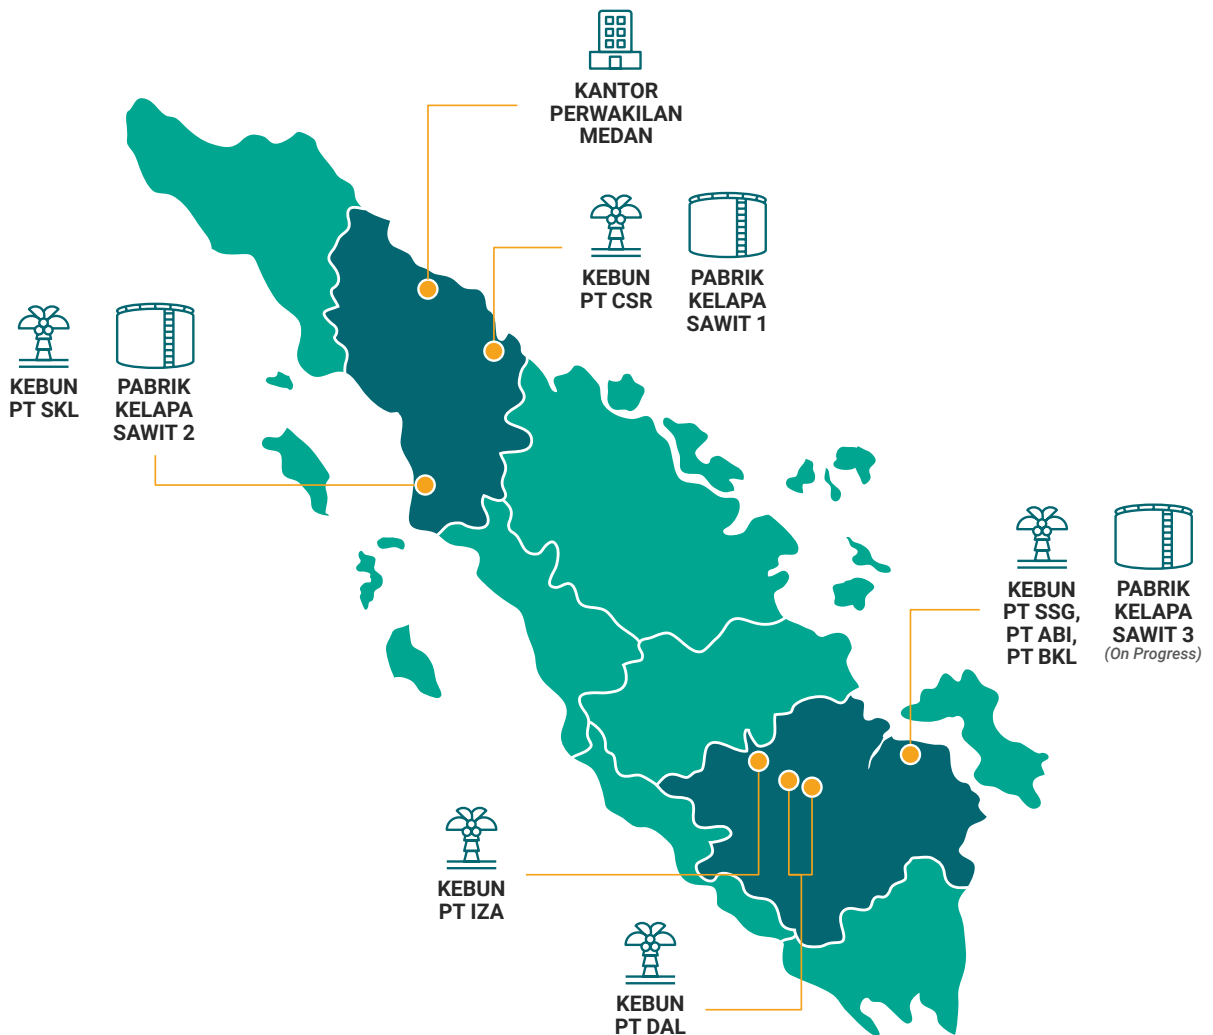 KANTOR
PERWAKILAN
MEDAN
KEBUN
PT CSR
PABRIK
KELAPA
SAWIT 1
KEBUN
PT SKL
PABRIK
KELAPA
SAWIT 2
KEBUN
PT SSG,
PT ABI,
PT BKL
PABRIK
KELAPA
SAWIT 3
(On Progress)
KEBUN
PT IZA
KEBUN
PT DAL